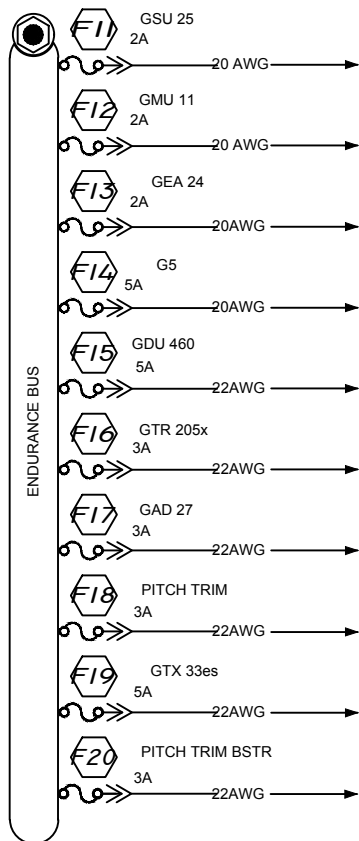 F11 GSU 25
2A
20 AWG
F12 GMU 11
2A
20 AWG
F13 GEA 24
2A
20AWG
F14 G5
5A
20AWG
F15 GDU 460
5A
22AWG
F16 GTR 205x
3A
22AWG
F17 GAD 27
3A
22AWG
F18 PITCH TRIM
3A
22AWG
F19 GTX 33es
5A
22AWG
F20 PITCH TRIM BSTR
3A
22AWG
ENDURANCE BUS